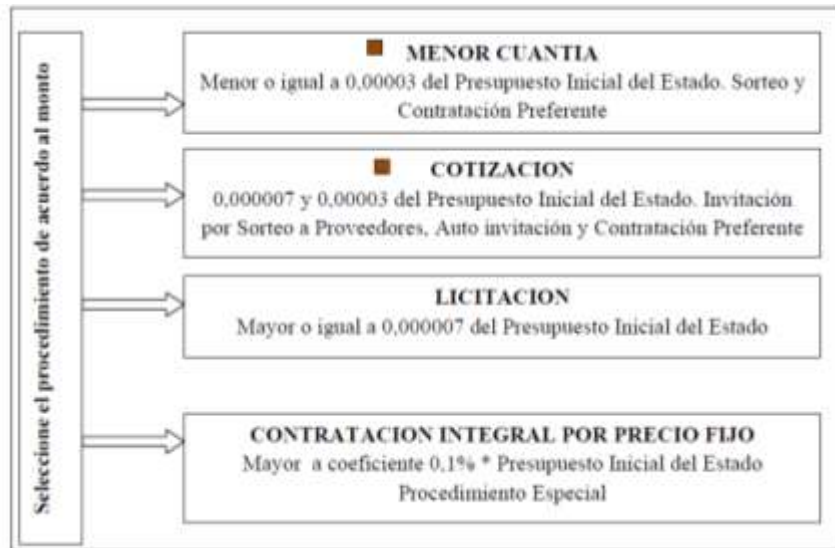 Seleccione el procedimiento de acuerdo al monto
MENOR CUANTIA
Menor o igual a 0,00003 del Presupuesto Inicial del Estado. Sorteo y
Contratación Preferente
COTIZACION
0,000007 y 0,00003 del Presupuesto Inicial del Estado. Invitación
por Sorteo a Proveedores, Auto invitación y Contratación Preferente
LICITACION
Mayor o igual a 0,000007 del Presupuesto Inicial del Estado
CONTRATACION INTEGRAL POR PRECIO FIJO
Mayor a coeficiente 0,1% * Presupuesto Inicial del Estado
Procedimiento Especial